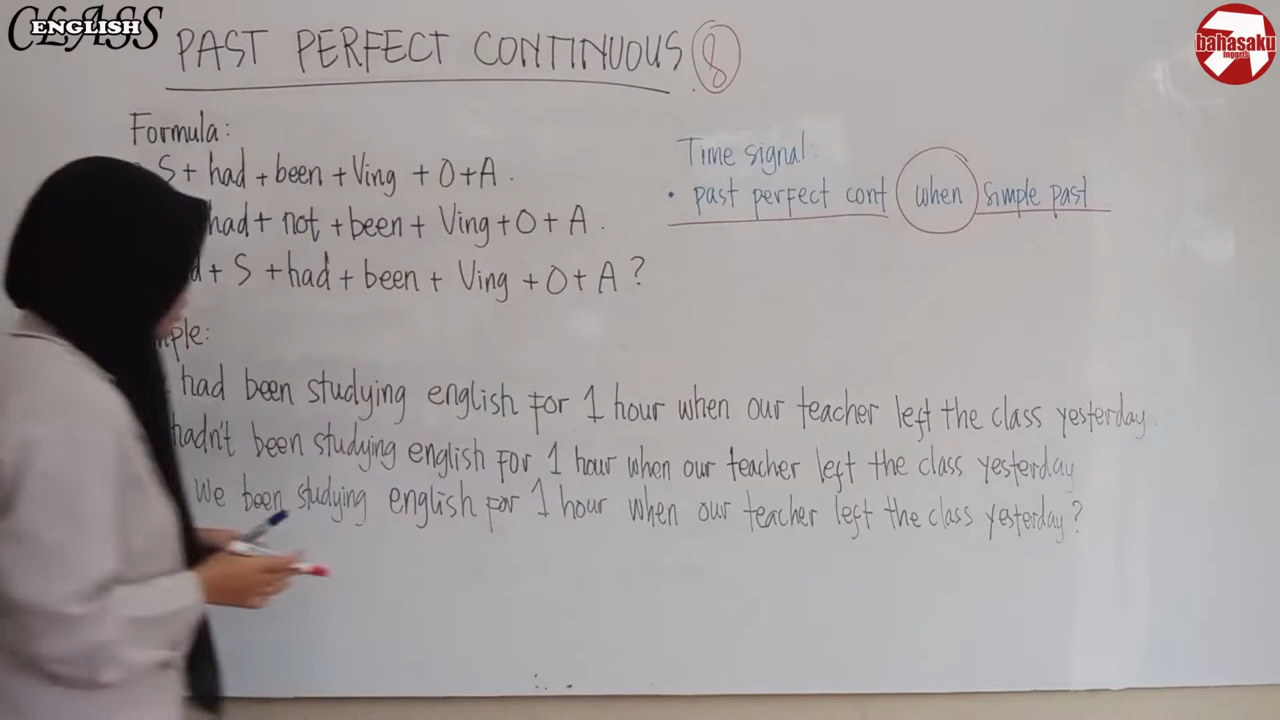 CLASS
ENGLISH
bahasaku
inggris
PAST PERFECT CONTINUOUS 8
Formula:
S + had + been + Ving + O + A .
had + not + been + Ving + O + A .
+ S + had + been + Ving + O + A ?
Time signal:
• past perfect cont when simple past
had been studying english for 1 hour when our teacher left the class yesterday.
hadn't been studying english for 1 hour when our teacher left the class yesterday
we been studying english for 1 hour when our teacher left the class yesterday?